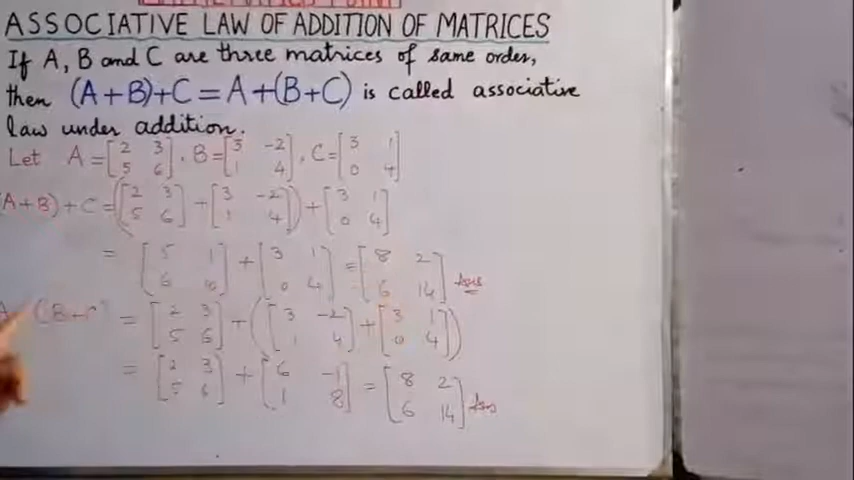 MATHEMATICS POINT
ASSOCIATIVE LAW OF ADDITION OF MATRICES
If A, B and C are three matrices of same order,
then (A+B)+C = A+(B+C) is called associative
law under addition.
Let A = [2 3; 5 6], B = [3 -2; 1 4], C = [3 1; 0 4]
(A+B)+C = ([2 3; 5 6] + [3 -2; 1 4]) + [3 1; 0 4]
= [5 1; 6 10] + [3 1; 0 4] = [8 2; 6 14] Ans
(B+C) = [2 3; 5 6] + ([3 -2; 1 4] + [3 1; 0 4])
= [2 3; 5 6] + [6 -1; 1 8] = [8 2; 6 14] Ans